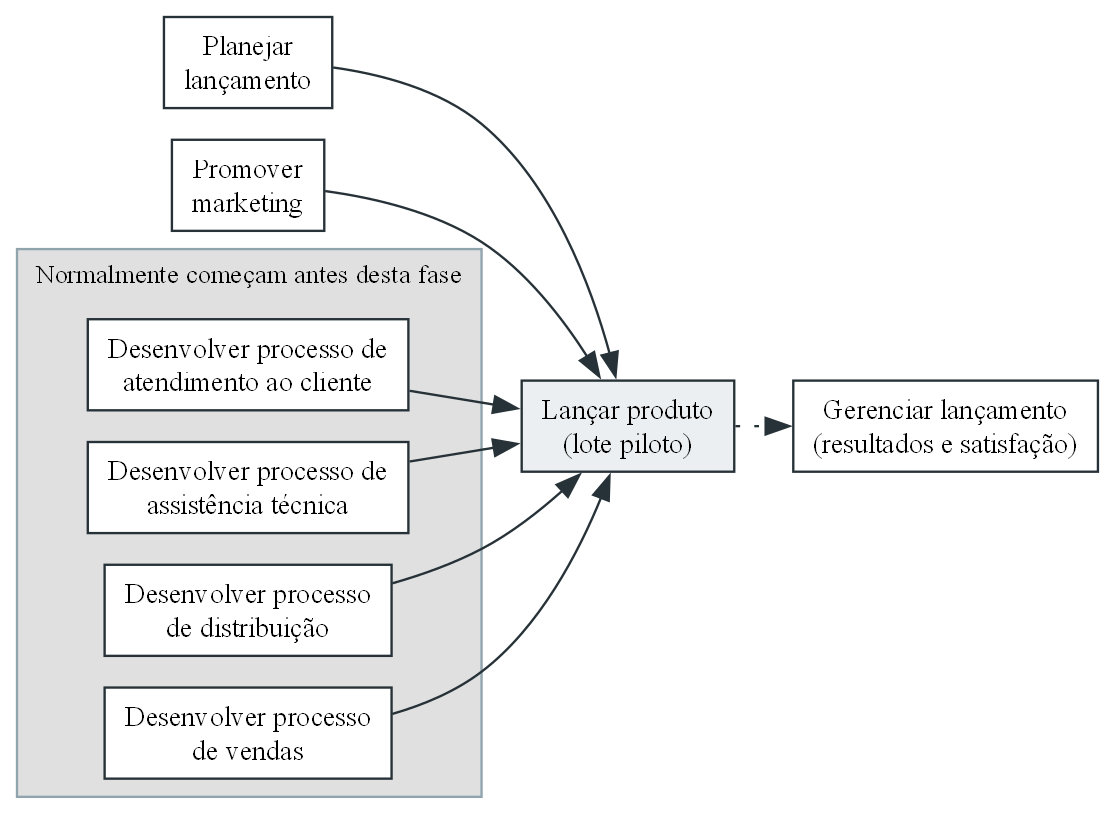 Planejar
lançamento
Promover
marketing
Normalmente começam antes desta fase
Desenvolver processo de
atendimento ao cliente
Desenvolver processo de
assistência técnica
Desenvolver processo
de distribuição
Desenvolver processo
de vendas
Lançar produto
(lote piloto)
Gerenciar lançamento
(resultados e satisfação)